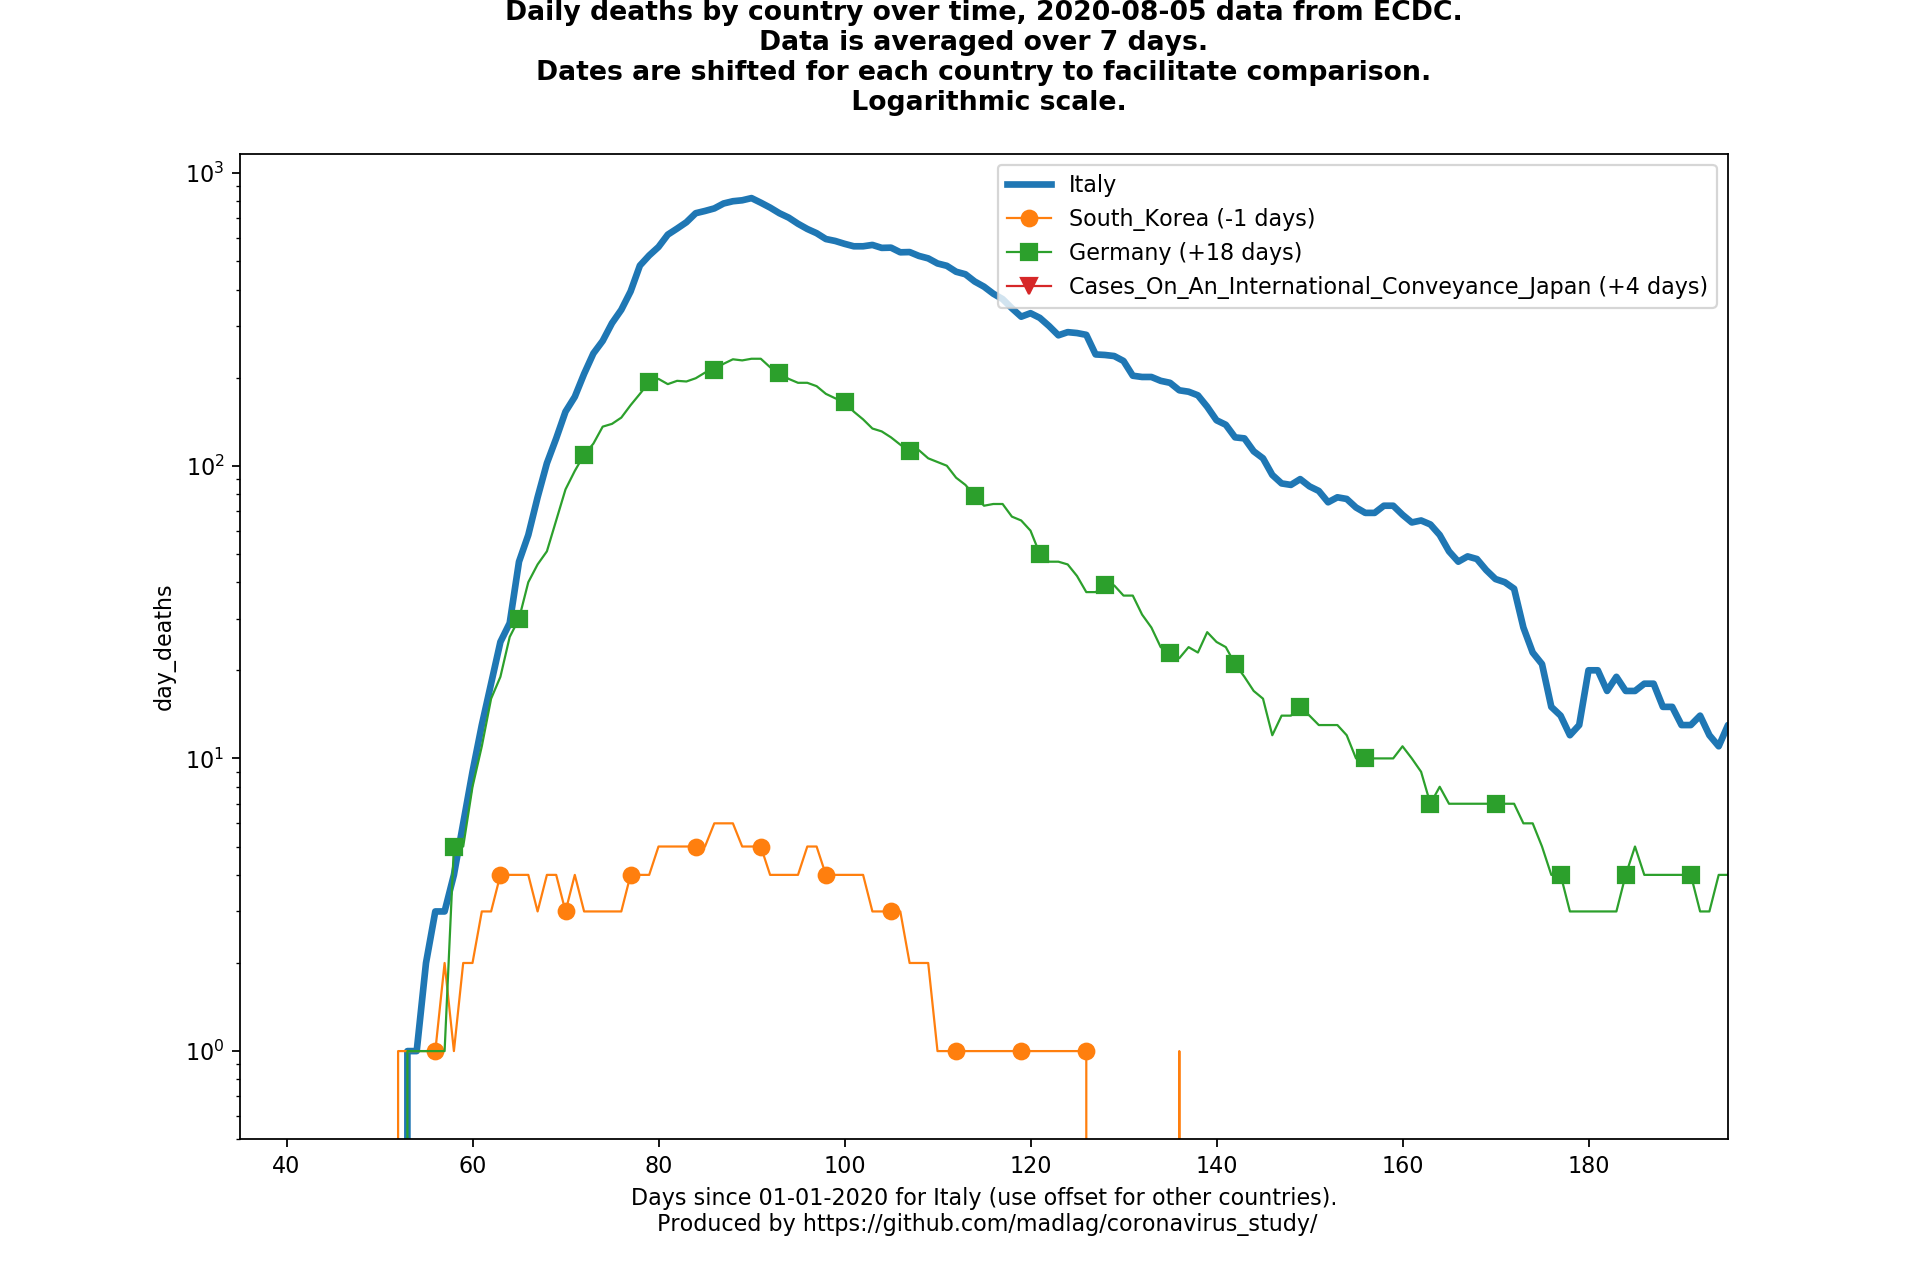 Daily deaths by country over time, 2020-08-05 data from ECDC.
Data is averaged over 7 days.
Dates are shifted for each country to facilitate comparison.
Logarithmic scale.
10³
10²
10¹
10⁰
day_deaths
Italy
South_Korea (-1 days)
Germany (+18 days)
Cases_On_An_International_Conveyance_Japan (+4 days)
40 60 80 100 120 140 160 180
Days since 01-01-2020 for Italy (use offset for other countries).
Produced by https://github.com/madlag/coronavirus_study/